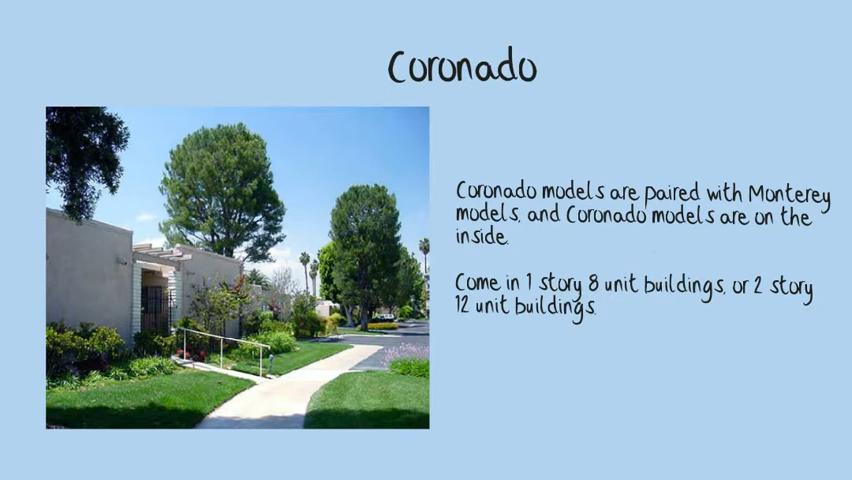 Coronado
Coronado models are paired with Monterey
models, and Coronado models are on the
inside.
Come in 1 story 8 unit buildings, or 2 story
12 unit buildings.